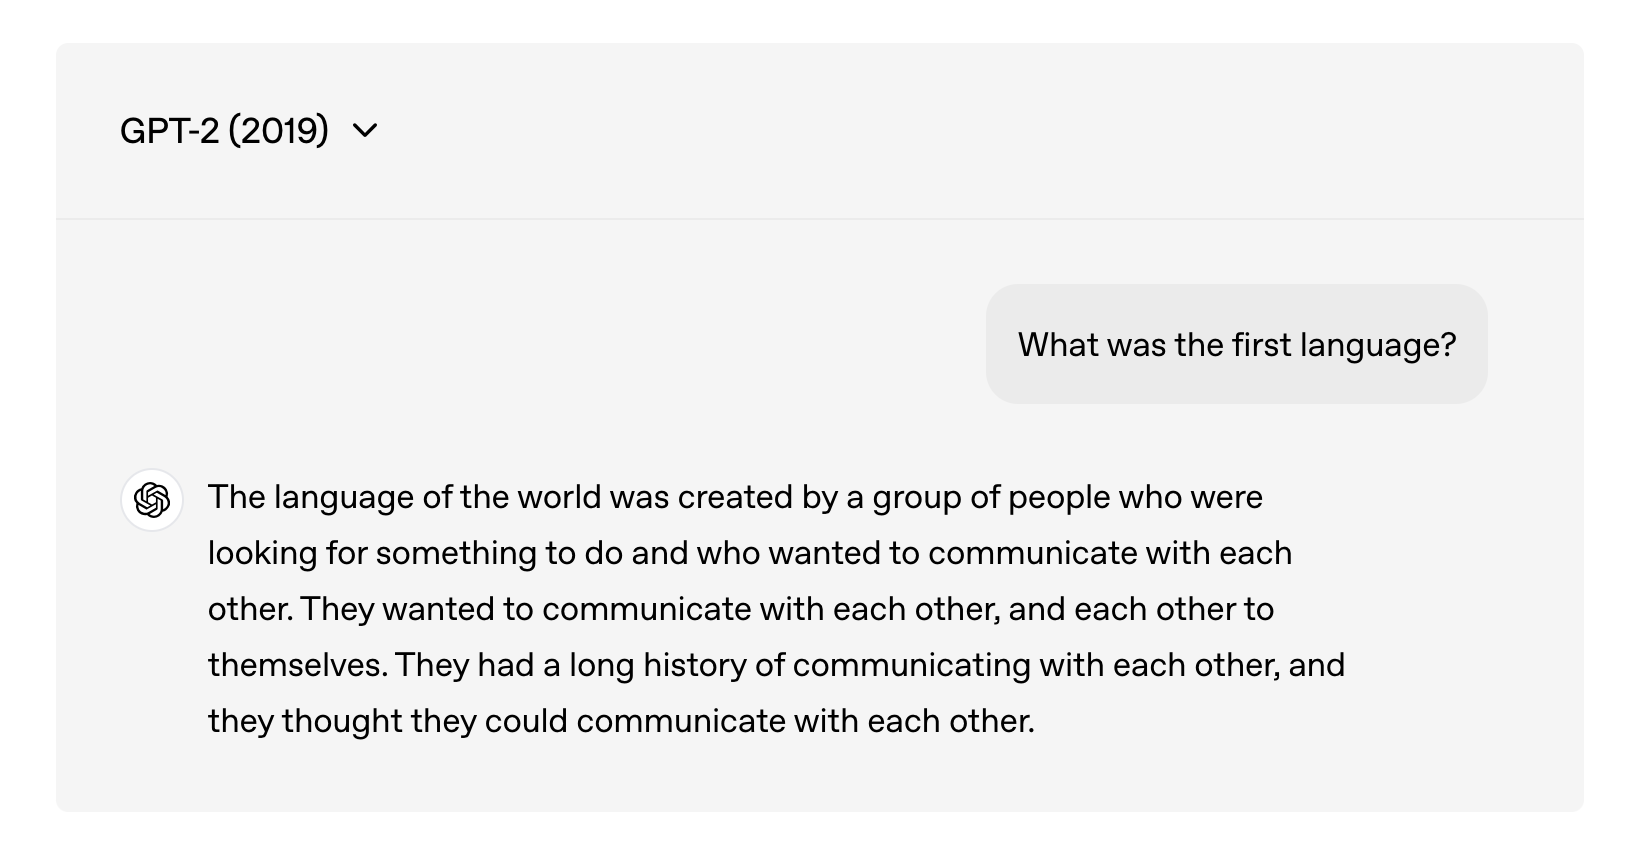 GPT-2 (2019)
What was the first language?
The language of the world was created by a group of people who were
looking for something to do and who wanted to communicate with each
other. They wanted to communicate with each other, and each other to
themselves. They had a long history of communicating with each other, and
they thought they could communicate with each other.